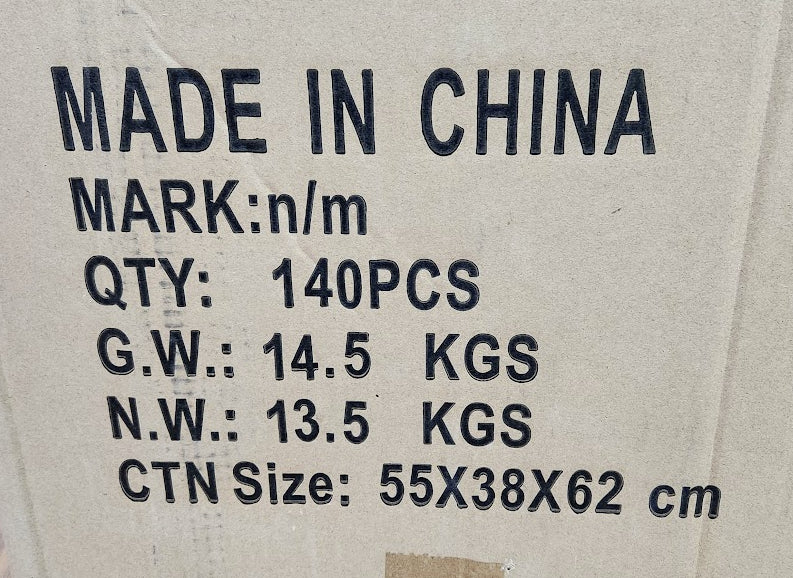 MADE IN CHINA
MARK:n/m
QTY: 140PCS
G.W.: 14.5 KGS
N.W.: 13.5 KGS
CTN Size: 55X38X62 cm